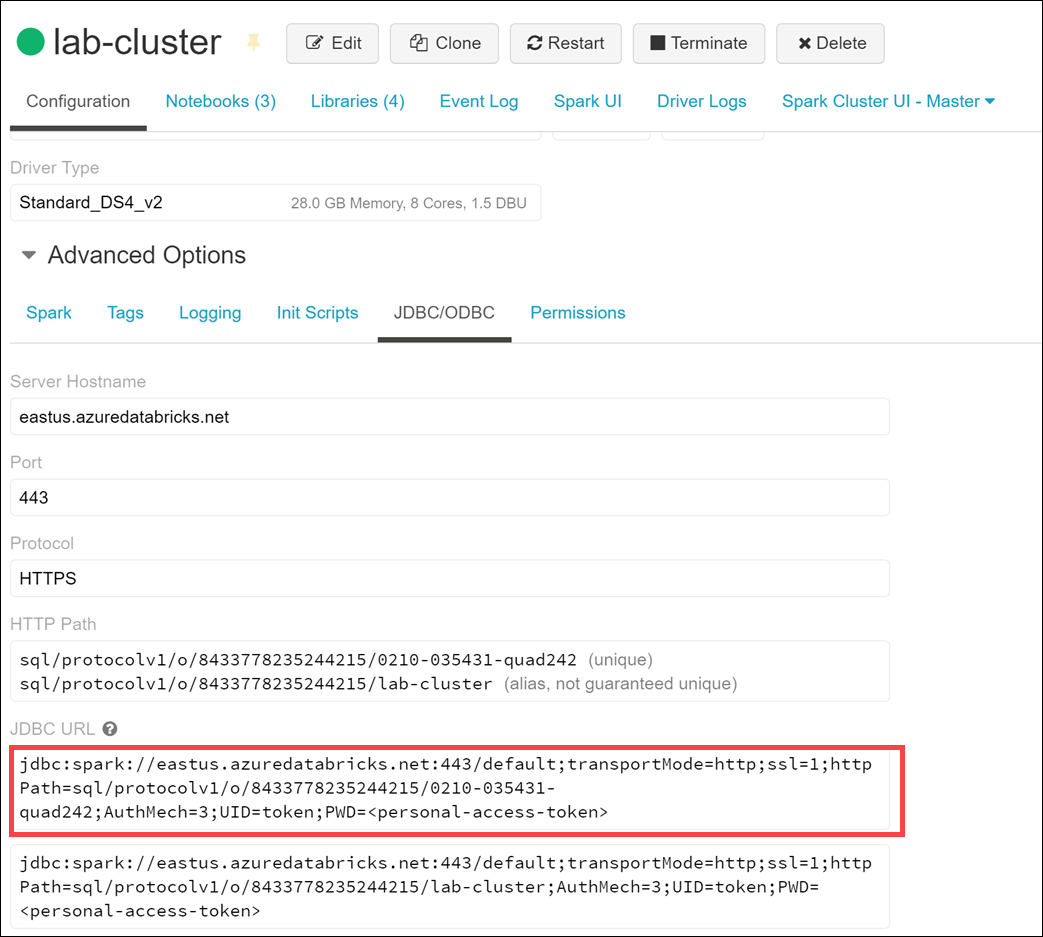 lab-cluster Edit Clone Restart Terminate Delete
Configuration Notebooks (3) Libraries (4) Event Log Spark UI Driver Logs Spark Cluster UI - Master
Driver Type
Standard_DS4_v2 28.0 GB Memory, 8 Cores, 1.5 DBU
Advanced Options
Spark Tags Logging Init Scripts JDBC/ODBC Permissions
Server Hostname
eastus.azuredatabricks.net
Port
443
Protocol
HTTPS
HTTP Path
sql/protocolv1/o/8433778235244215/0210-035431-quad242 (unique)
sql/protocolv1/o/8433778235244215/lab-cluster (alias, not guaranteed unique)
JDBC URL ?
jdbc:spark://eastus.azuredatabricks.net:443/default;transportMode=http;ssl=1;http
Path=sql/protocolv1/o/8433778235244215/0210-035431-
quad242;AuthMech=3;UID=token;PWD=<personal-access-token>
jdbc:spark://eastus.azuredatabricks.net:443/default;transportMode=http;ssl=1;http
Path=sql/protocolv1/o/8433778235244215/lab-cluster;AuthMech=3;UID=token;PWD=
<personal-access-token>